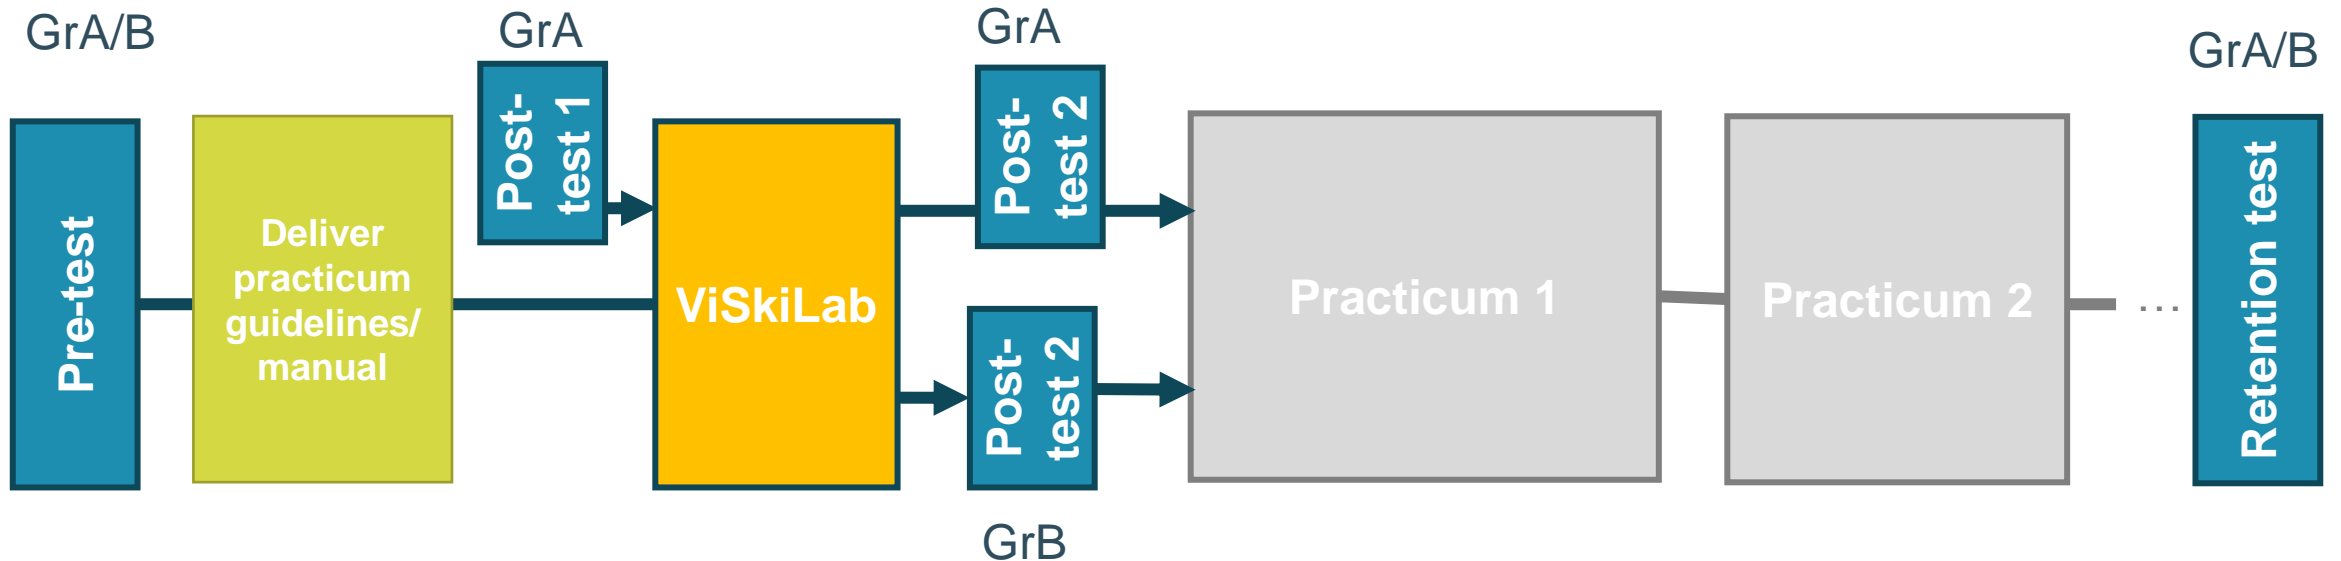 GrA/B
Pre-test
Deliver
practicum
guidelines/
manual
GrA
Post-
test 1
ViSkiLab
GrA
Post-
test 2
Post-
test 2
GrB
Practicum 1
Practicum 2
...
GrA/B
Retention test